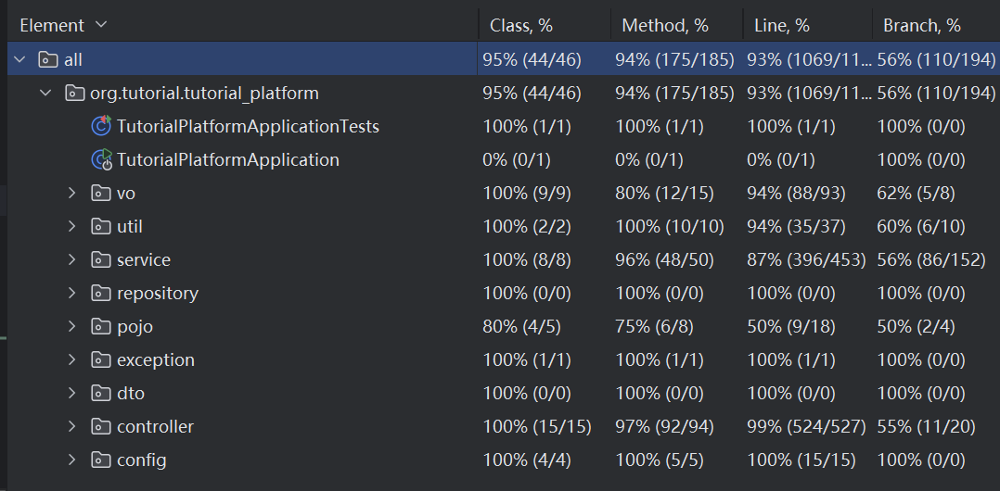 Element Class, % Method, % Line, % Branch, %
all 95% (44/46) 94% (175/185) 93% (1069/11... 56% (110/194)
org.tutorial.tutorial_platform 95% (44/46) 94% (175/185) 93% (1069/11... 56% (110/194)
TutorialPlatformApplicationTests 100% (1/1) 100% (1/1) 100% (1/1) 100% (0/0)
TutorialPlatformApplication 0% (0/1) 0% (0/1) 0% (0/1) 100% (0/0)
vo 100% (9/9) 80% (12/15) 94% (88/93) 62% (5/8)
util 100% (2/2) 100% (10/10) 94% (35/37) 60% (6/10)
service 100% (8/8) 96% (48/50) 87% (396/453) 56% (86/152)
repository 100% (0/0) 100% (0/0) 100% (0/0) 100% (0/0)
pojo 80% (4/5) 75% (6/8) 50% (9/18) 50% (2/4)
exception 100% (1/1) 100% (1/1) 100% (1/1) 100% (0/0)
dto 100% (0/0) 100% (0/0) 100% (0/0) 100% (0/0)
controller 100% (15/15) 97% (92/94) 99% (524/527) 55% (11/20)
config 100% (4/4) 100% (5/5) 100% (15/15) 100% (0/0)